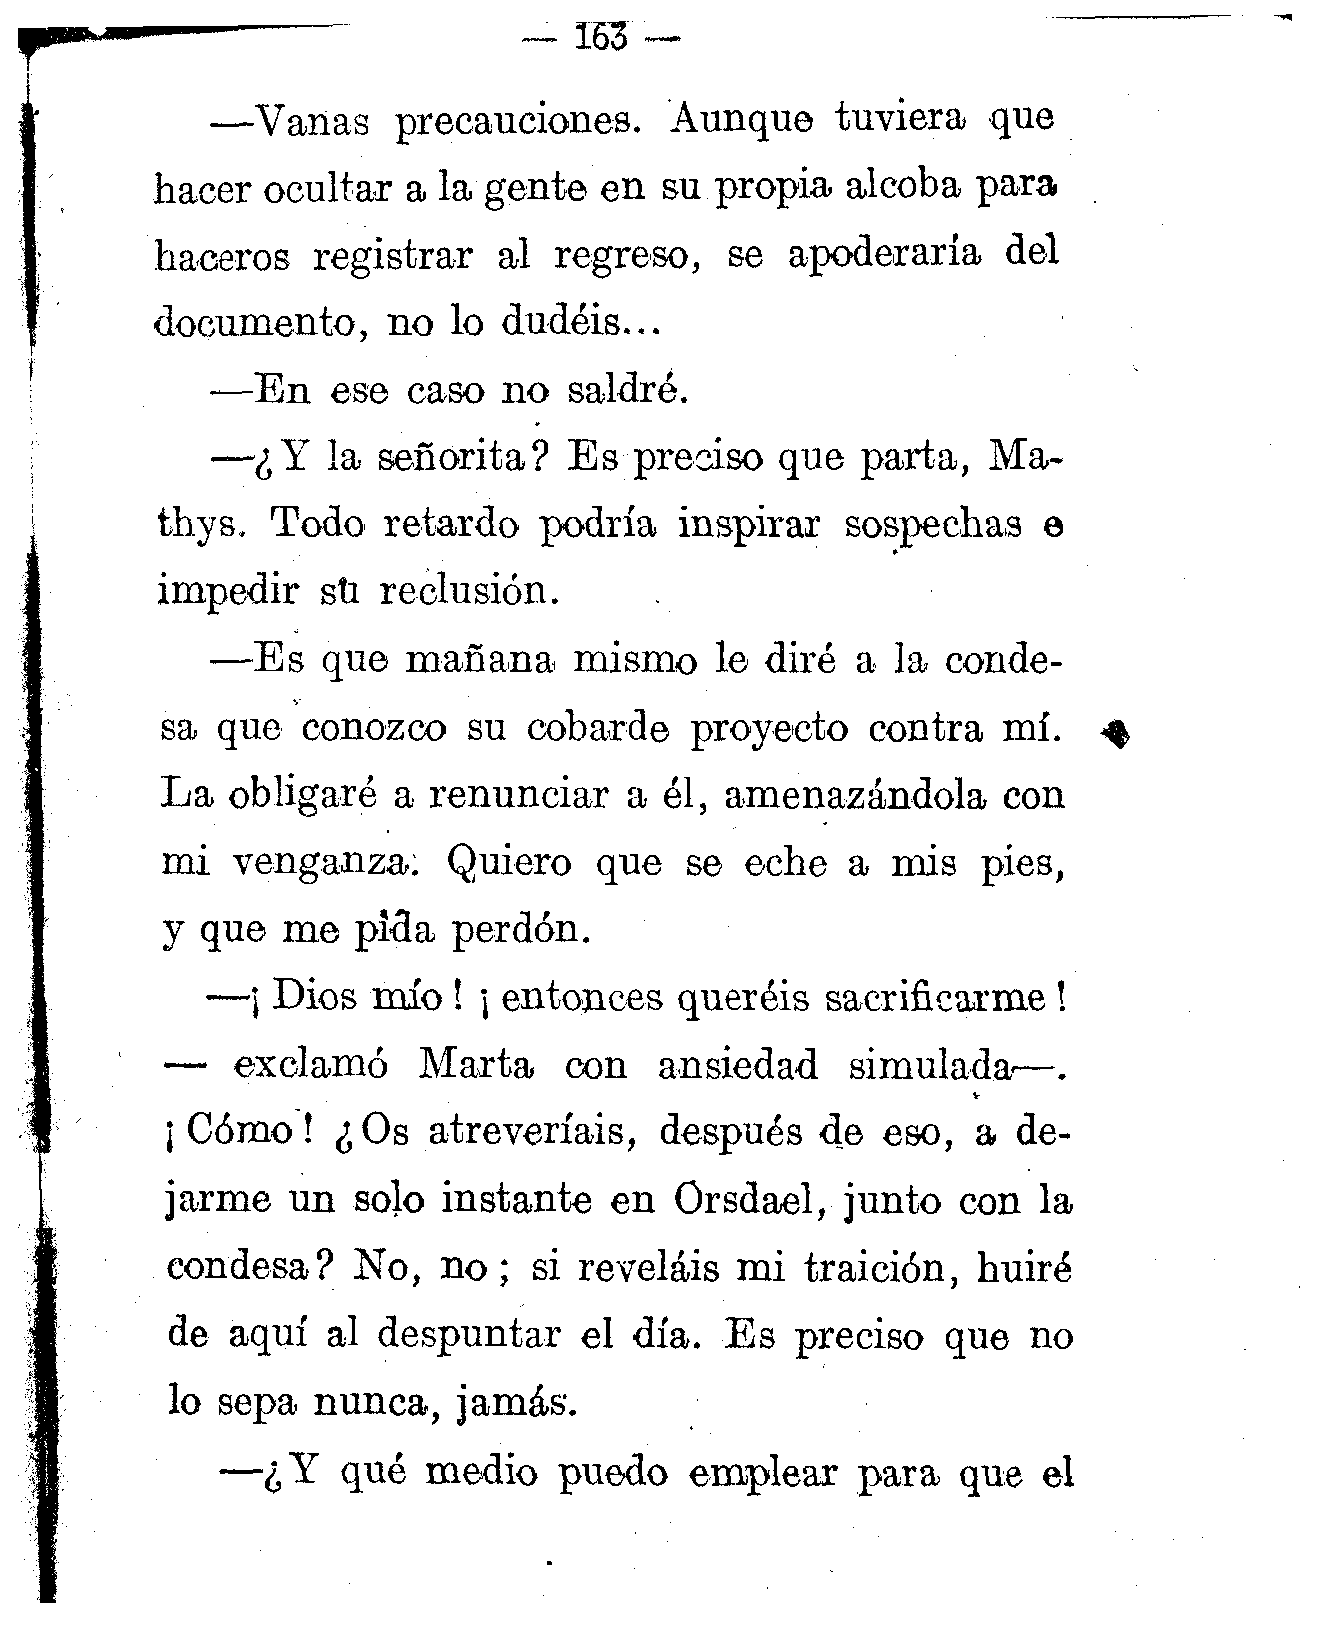 — 163 —
—Vanas precauciones. Aunque tuviera que
hacer ocultar a la gente en su propia alcoba para
haceros registrar al regreso, se apoderaría del
documento, no lo dudéis...
—En ese caso no saldré.
—¿Y la señorita? Es preciso que parta, Ma-
thys. Todo retardo podría inspirar sospechas e
impedir su reclusión.
—Es que mañana mismo le diré a la conde-
sa que conozco su cobarde proyecto contra mí.
La obligaré a renunciar a él, amenazándola con
mi venganza. Quiero que se eche a mis pies,
y que me pida perdón.
—¡Dios mío! ¡entonces queréis sacrificarme!
— exclamó Marta con ansiedad simulada—.
¡Cómo! ¿Os atreveríais, después de eso, a de-
jarme un solo instante en Orsdael, junto con la
condesa? No, no; si reveláis mi traición, huiré
de aquí al despuntar el día. Es preciso que no
lo sepa nunca, jamás.
—¿Y qué medio puedo emplear para que el